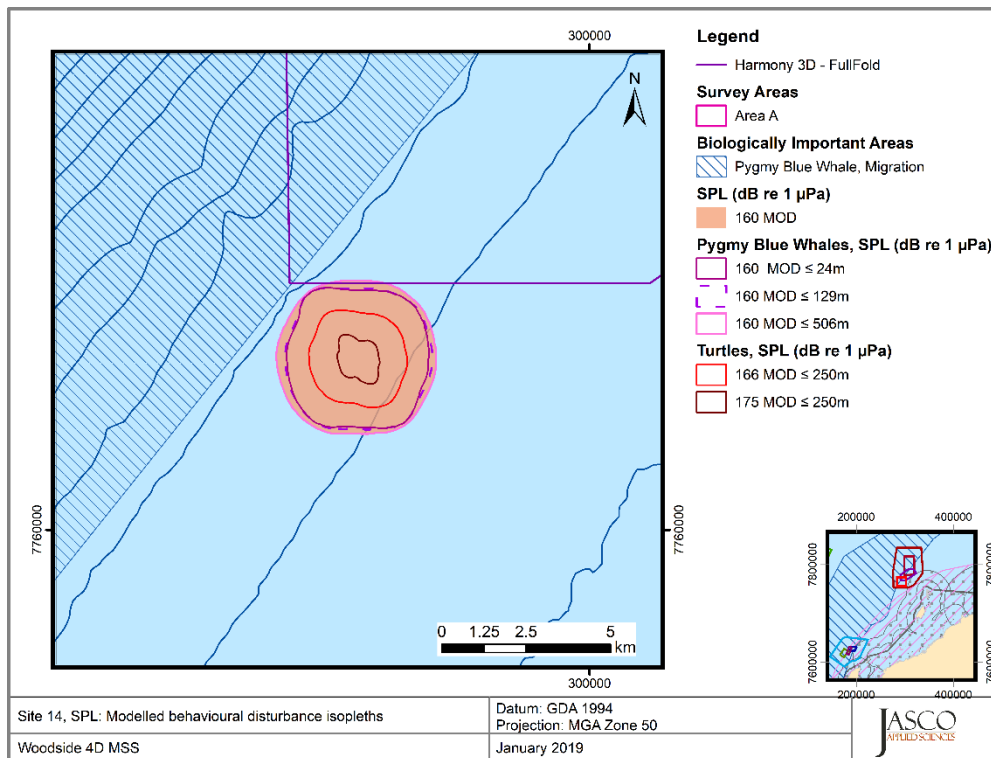 300000
N
7760000
7760000
0 1.25 2.5 5
km
300000
Legend
Harmony 3D - FullFold
Survey Areas
Area A
Biologically Important Areas
Pygmy Blue Whale, Migration
SPL (dB re 1 µPa)
160 MOD
Pygmy Blue Whales, SPL (dB re 1 µPa)
160 MOD ≤ 24m
160 MOD ≤ 129m
160 MOD ≤ 506m
Turtles, SPL (dB re 1 µPa)
166 MOD ≤ 250m
175 MOD ≤ 250m
200000 400000
7800000
7800000
7600000
200000 400000
Site 14, SPL: Modelled behavioural disturbance isopleths
Woodside 4D MSS
Datum: GDA 1994
Projection: MGA Zone 50
January 2019
JASCO
APPLIED SCIENCES